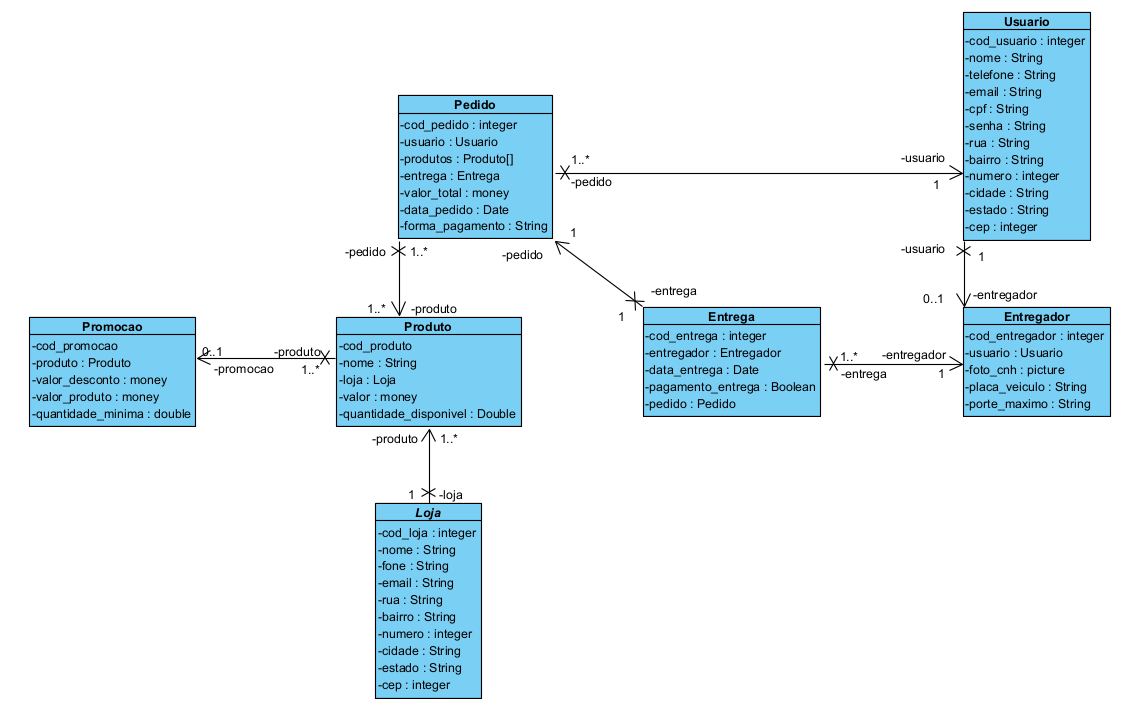 Usuario
-cod_usuario : integer
-nome : String
-telefone : String
-email : String
-cpf : String
-senha : String
-rua : String
-bairro : String
-numero : integer
-cidade : String
-estado : String
-cep : integer
Pedido
-cod_pedido : integer
-usuario : Usuario
-produtos : Produto[]
-entrega : Entrega
-valor_total : money
-data_pedido : Date
-forma_pagamento : String
1..*
-pedido
-usuario
1
-pedido
1..*
1
-pedido
-usuario
1
1..*
-produto
-entrega
1
0..1
-entregador
Promocao
-cod_promocao
-produto : Produto
-valor_desconto : money
-valor_produto : money
-quantidade_minima : double
0..1
-promocao
-produto
1..*
Produto
-cod_produto
-nome : String
-loja : Loja
-valor : money
-quantidade_disponivel : Double
Entrega
-cod_entrega : integer
-entregador : Entregador
-data_entrega : Date
-pagamento_entrega : Boolean
-pedido : Pedido
1..*
-entrega
-entregador
1
Entregador
-cod_entregador : integer
-usuario : Usuario
-foto_cnh : picture
-placa_veiculo : String
-porte_maximo : String
-produto
1..*
1
-loja
Loja
-cod_loja : integer
-nome : String
-fone : String
-email : String
-rua : String
-bairro : String
-numero : integer
-cidade : String
-estado : String
-cep : integer